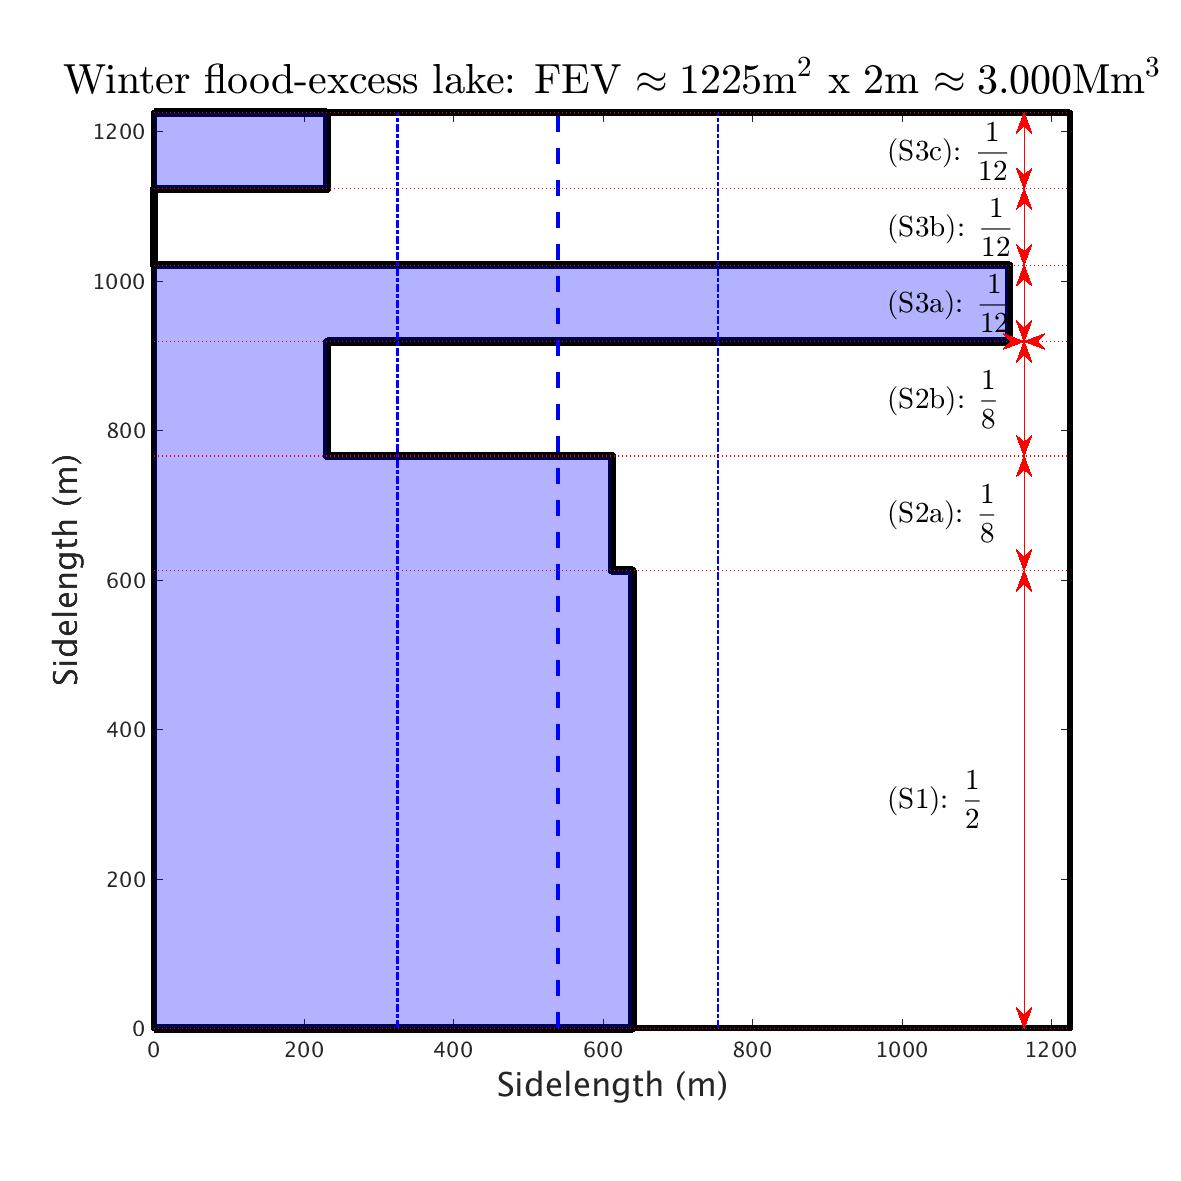 Winter flood-excess lake: FEV ≈ 1225m² x 2m ≈ 3.000Mm³
1200
1000
800
600
400
200
0
Sidelength (m)
(S3c): 1/12
(S3b): 1/12
(S3a): 1/12
(S2b): 1/8
(S2a): 1/8
(S1): 1/2
0 200 400 600 800 1000 1200
Sidelength (m)